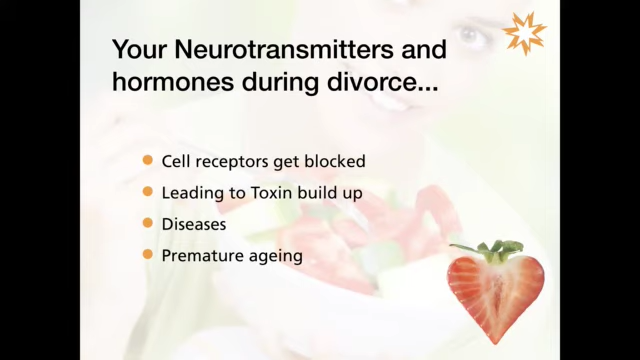 Your Neurotransmitters and
hormones during divorce...
Cell receptors get blocked
Leading to Toxin build up
Diseases
Premature ageing